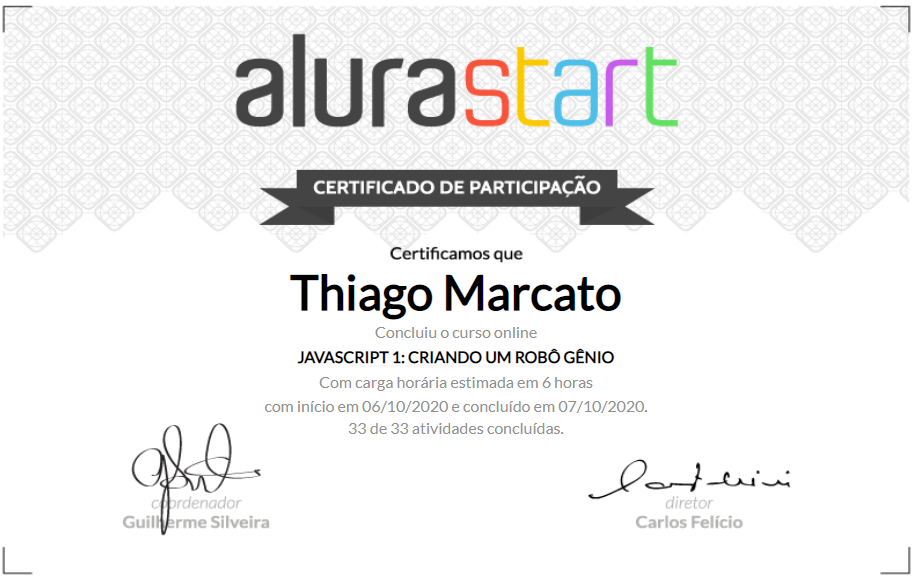 alurastart
CERTIFICADO DE PARTICIPAÇÃO
Certificamos que
Thiago Marcato
Concluiu o curso online
JAVASCRIPT 1: CRIANDO UM ROBÔ GÊNIO
Com carga horária estimada em 6 horas
com início em 06/10/2020 e concluído em 07/10/2020.
33 de 33 atividades concluídas.
coordenador
Guilherme Silveira
diretor
Carlos Felício